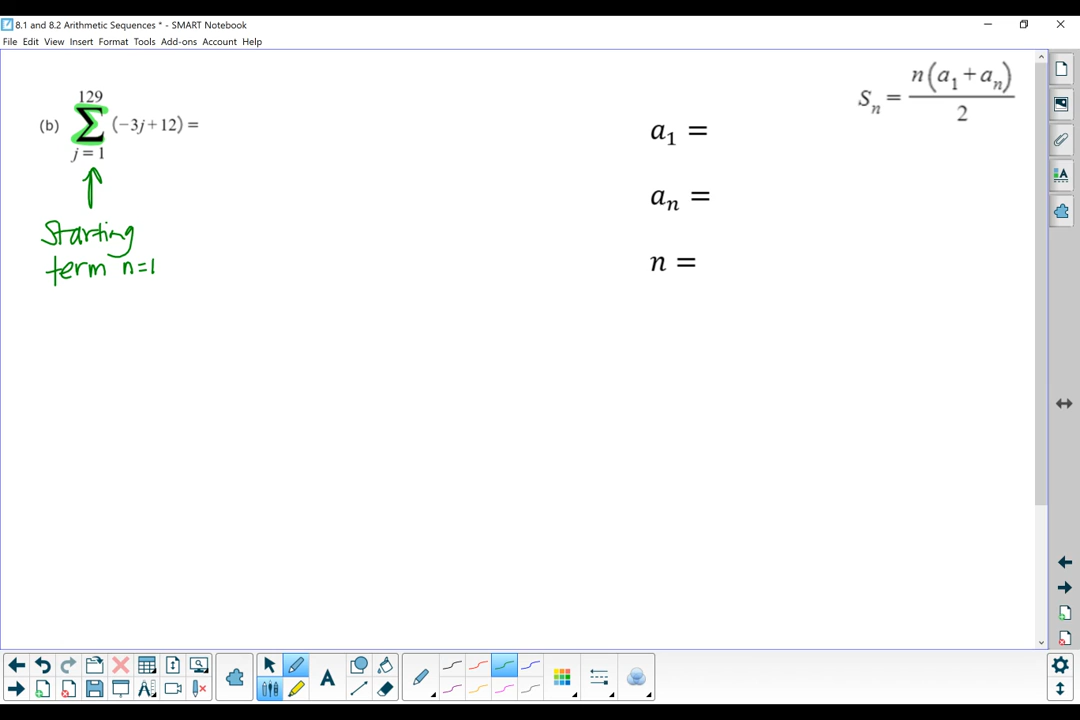 8.1 and 8.2 Arithmetic Sequences * - SMART Notebook
File Edit View Insert Format Tools Add-ons Account Help
129
(b) ∑ (−3j+12) =
j = 1
Starting
term n=1
a₁ =
aₙ =
n =
Sₙ = n(a₁ + aₙ) / 2
A